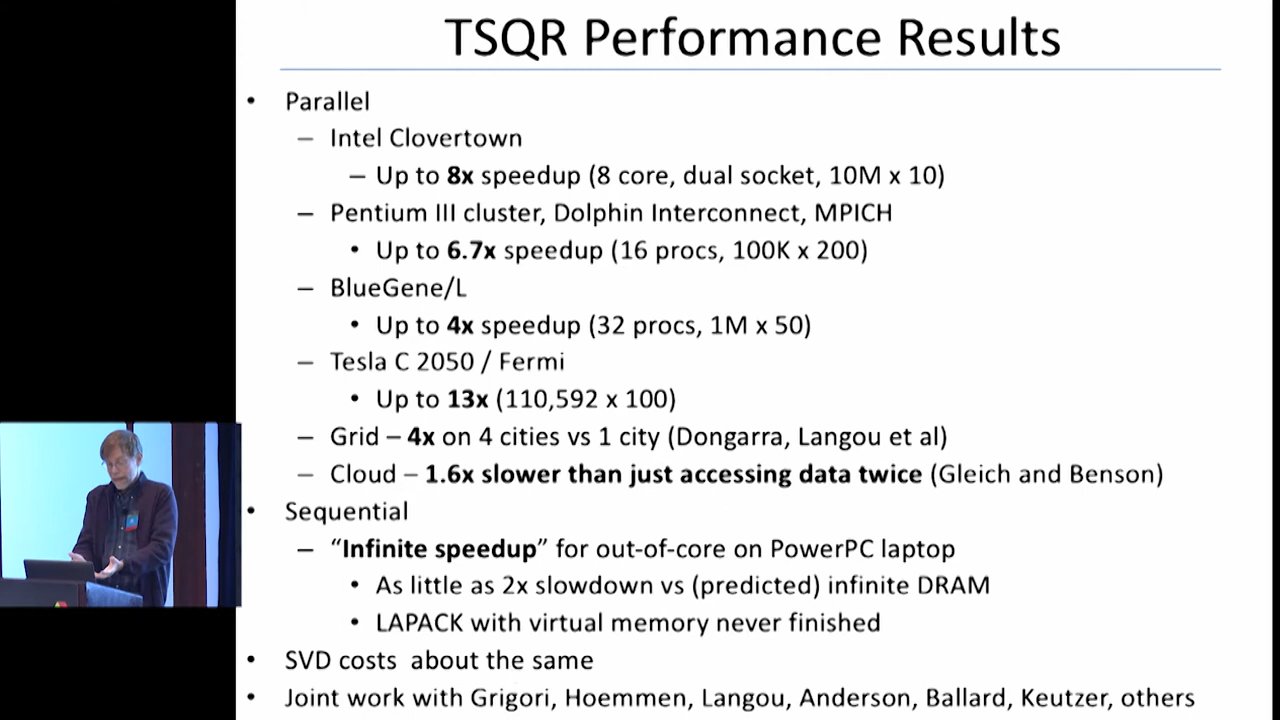 TSQR Performance Results
• Parallel
– Intel Clovertown
– Up to 8x speedup (8 core, dual socket, 10M x 10)
– Pentium III cluster, Dolphin Interconnect, MPICH
• Up to 6.7x speedup (16 procs, 100K x 200)
– BlueGene/L
• Up to 4x speedup (32 procs, 1M x 50)
– Tesla C 2050 / Fermi
• Up to 13x (110,592 x 100)
– Grid – 4x on 4 cities vs 1 city (Dongarra, Langou et al)
– Cloud – 1.6x slower than just accessing data twice (Gleich and Benson)
• Sequential
– “Infinite speedup” for out-of-core on PowerPC laptop
• As little as 2x slowdown vs (predicted) infinite DRAM
• LAPACK with virtual memory never finished
• SVD costs about the same
• Joint work with Grigori, Hoemmen, Langou, Anderson, Ballard, Keutzer, others